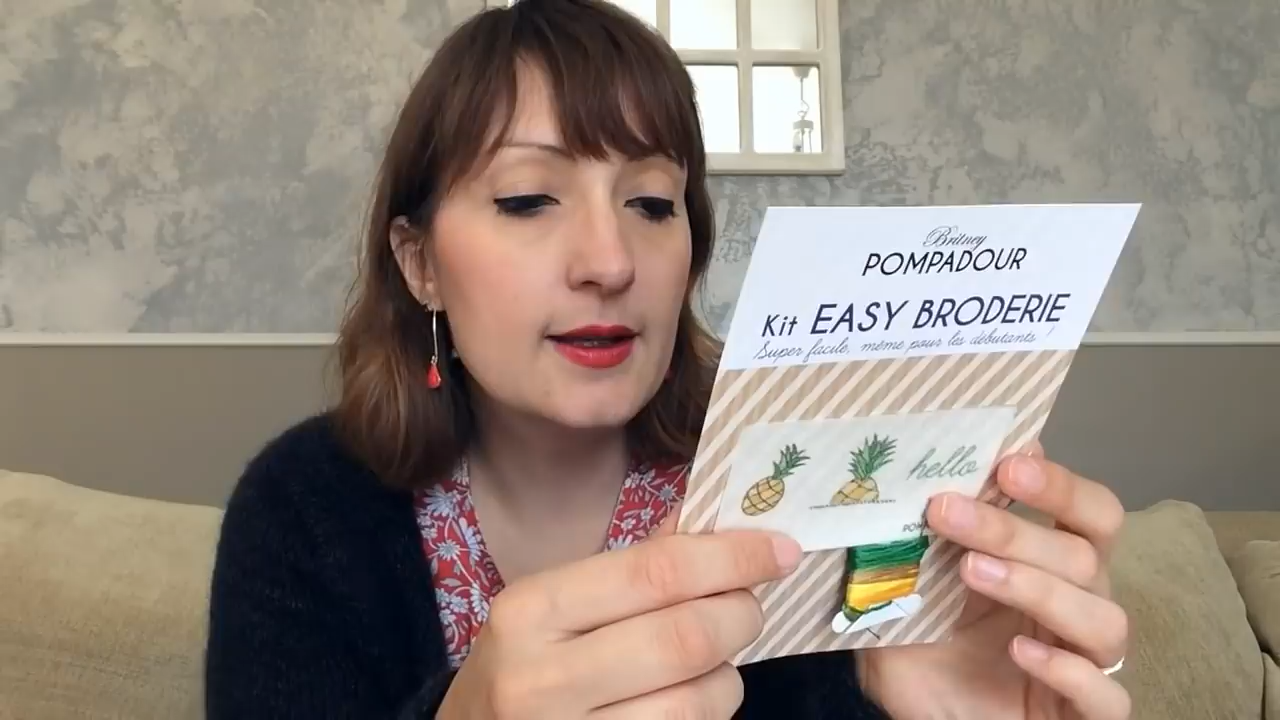 Britney
POMPADOUR
Kit EASY BRODERIE
Super facile, même pour les débutants !
hello